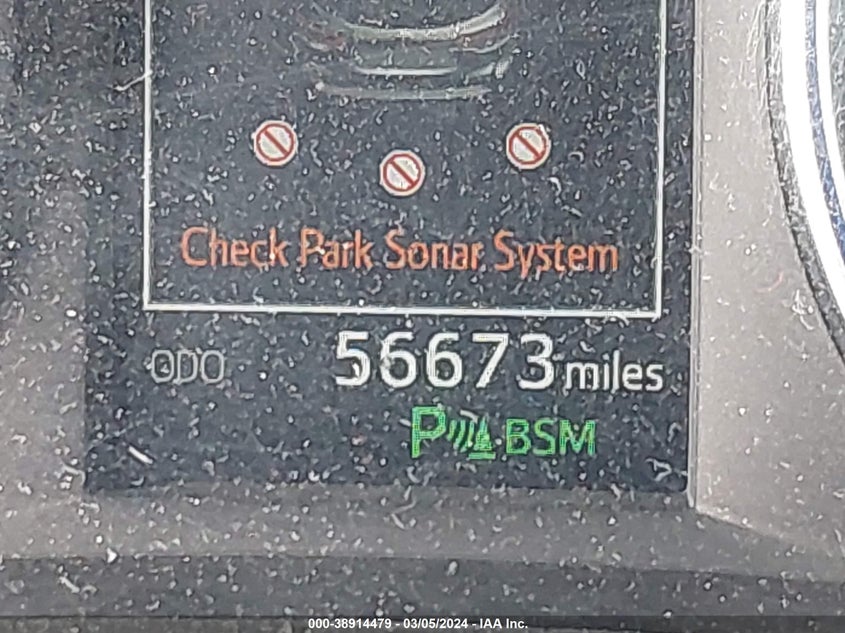 Check Park Sonar System
ODO 56673 miles
P BSM
000-38914479 - 03/05/2024 - IAA Inc.